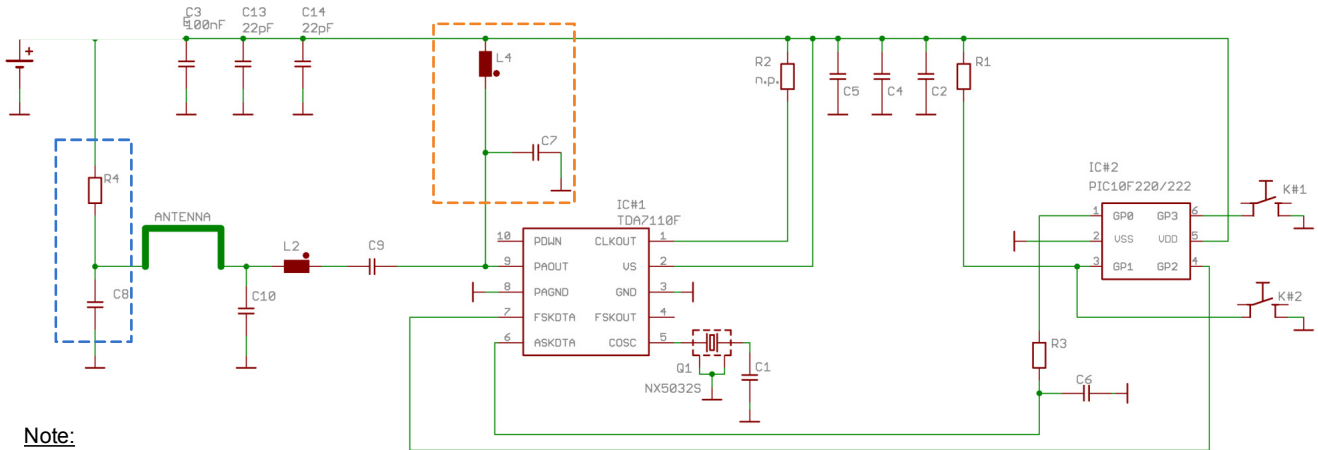 C3
100nF
C13
22pF
C14
22pF
+
L4
C7
R2
n.p.
C5
C4
C2
R1
R4
C8
ANTENNA
C10
L2
C9
IC#1
TDA7110F
10 PDWN CLKOUT 1
9 PAOUT VS 2
8 PAGND GND 3
7 FSKDTA FSKOUT 4
6 ASKDTA COSC 5
Q1
NX5032S
C1
IC#2
PIC10F220/222
1 GP0 GP3 6
2 VSS VDD 5
3 GP1 GP2 4
K#1
K#2
R3
C6
Note: